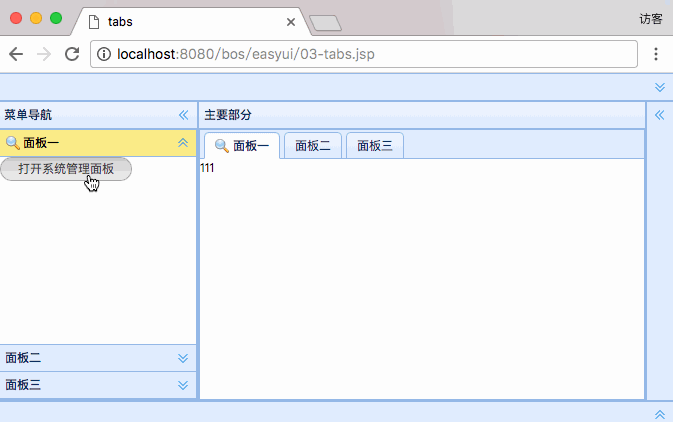 tabs
访客
localhost:8080/bos/easyui/03-tabs.jsp
菜单导航
主要部分
面板一
面板一 面板二 面板三
打开系统管理面板
111
面板二
面板三